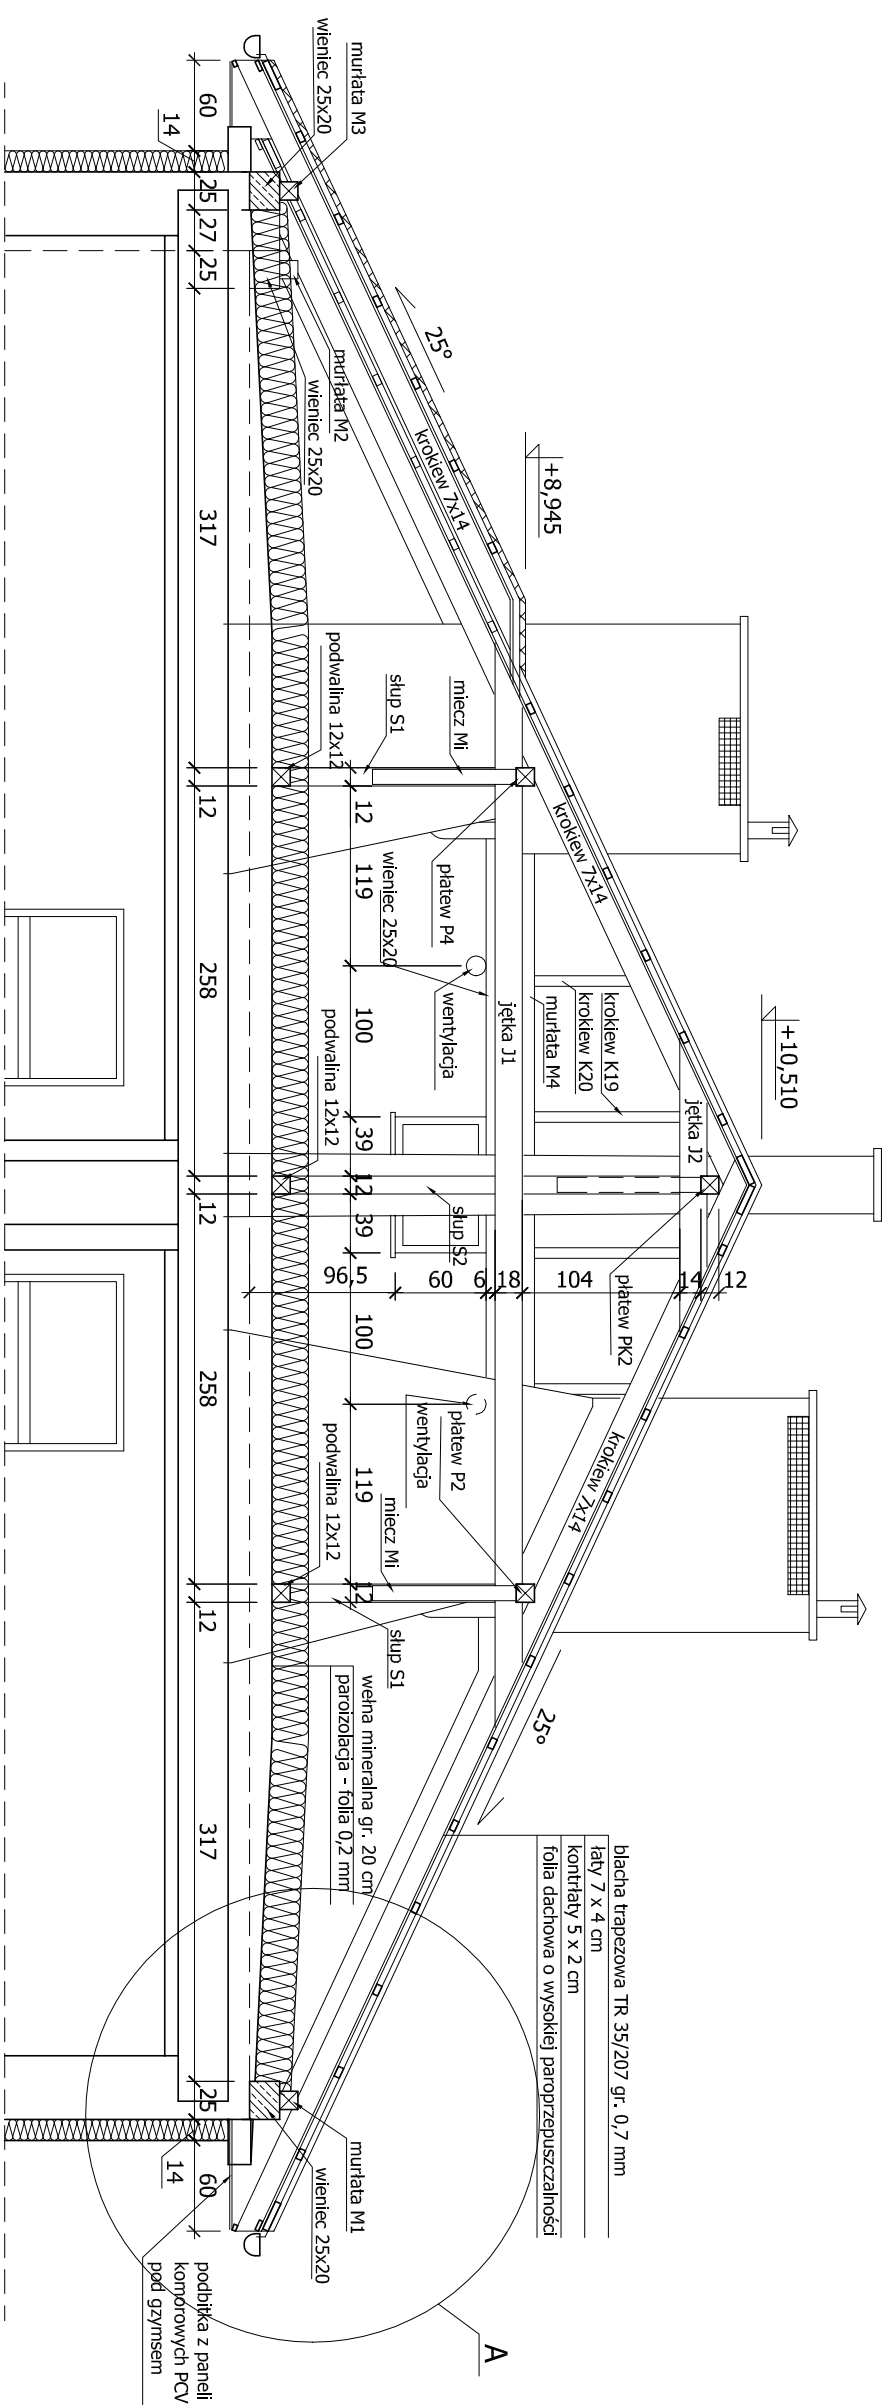 +10,510
+8,945
25°
25°
krokiew 7x14
krokiew 7x14
krokiew 7x14
jętka J2
płatew PK2
krokiew K19
krokiew K20
murłata M4
jętka J1
wentylacja
płatew P4
miecz Mi
słup S1
podwalina 12x12
wieniec 25x20
murłata M3
wieniec 25x20
murłata M2
wieniec 25x20
podwalina 12x12
słup S2
płatew P2
wentylacja
miecz Mi
podwalina 12x12
słup S1
wełna mineralna gr. 20 cm
paroizolacja - folia 0,2 mm
blacha trapezowa TR 35/207 gr. 0,7 mm
łaty 7 x 4 cm
kontrłaty 5 x 2 cm
folia dachowa o wysokiej paroprzepuszczalności
murłata M1
wieniec 25x20
podbitka z paneli
komorowych PCV
pod gzymsem
A
12
14
104
18
6
60
96,5
12
119
100
39
12
39
100
119
12
60
14
25
27
25
317
12
258
12
258
12
317
25
14
60